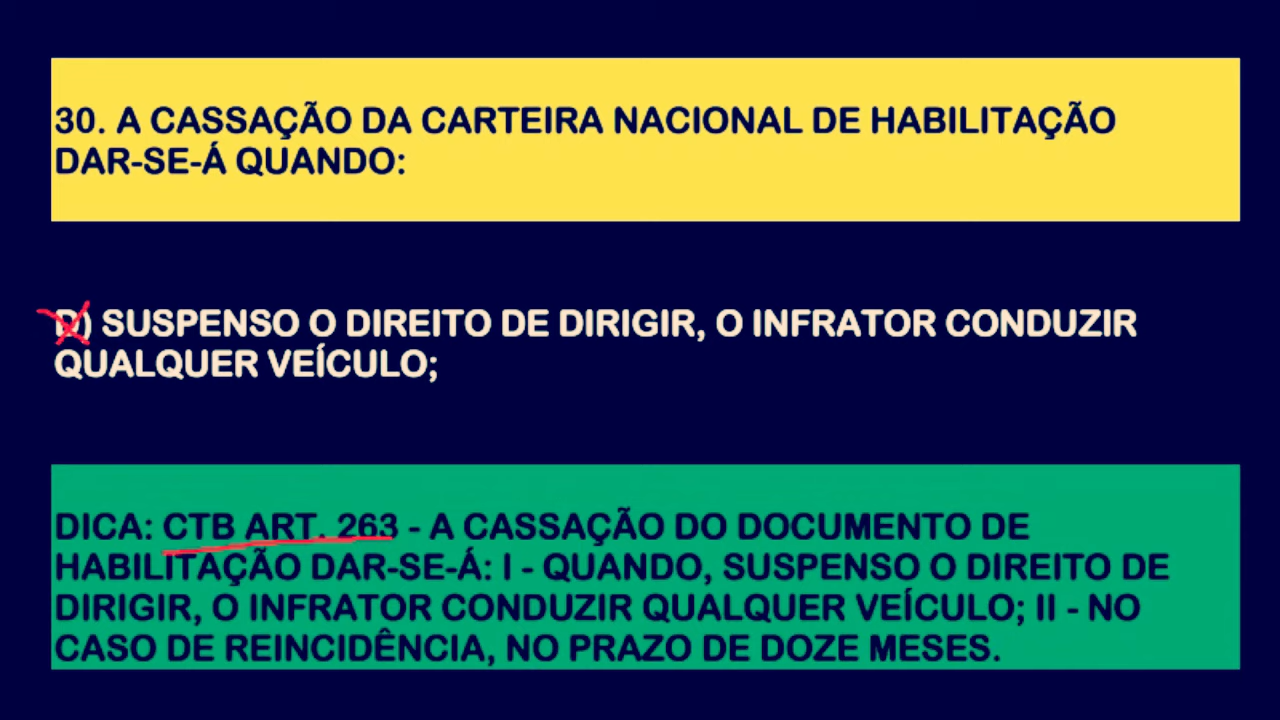 30. A CASSAÇÃO DA CARTEIRA NACIONAL DE HABILITAÇÃO
DAR-SE-Á QUANDO:
D) SUSPENSO O DIREITO DE DIRIGIR, O INFRATOR CONDUZIR
QUALQUER VEÍCULO;
DICA: CTB ART. 263 - A CASSAÇÃO DO DOCUMENTO DE
HABILITAÇÃO DAR-SE-Á: I - QUANDO, SUSPENSO O DIREITO DE
DIRIGIR, O INFRATOR CONDUZIR QUALQUER VEÍCULO; II - NO
CASO DE REINCIDÊNCIA, NO PRAZO DE DOZE MESES.